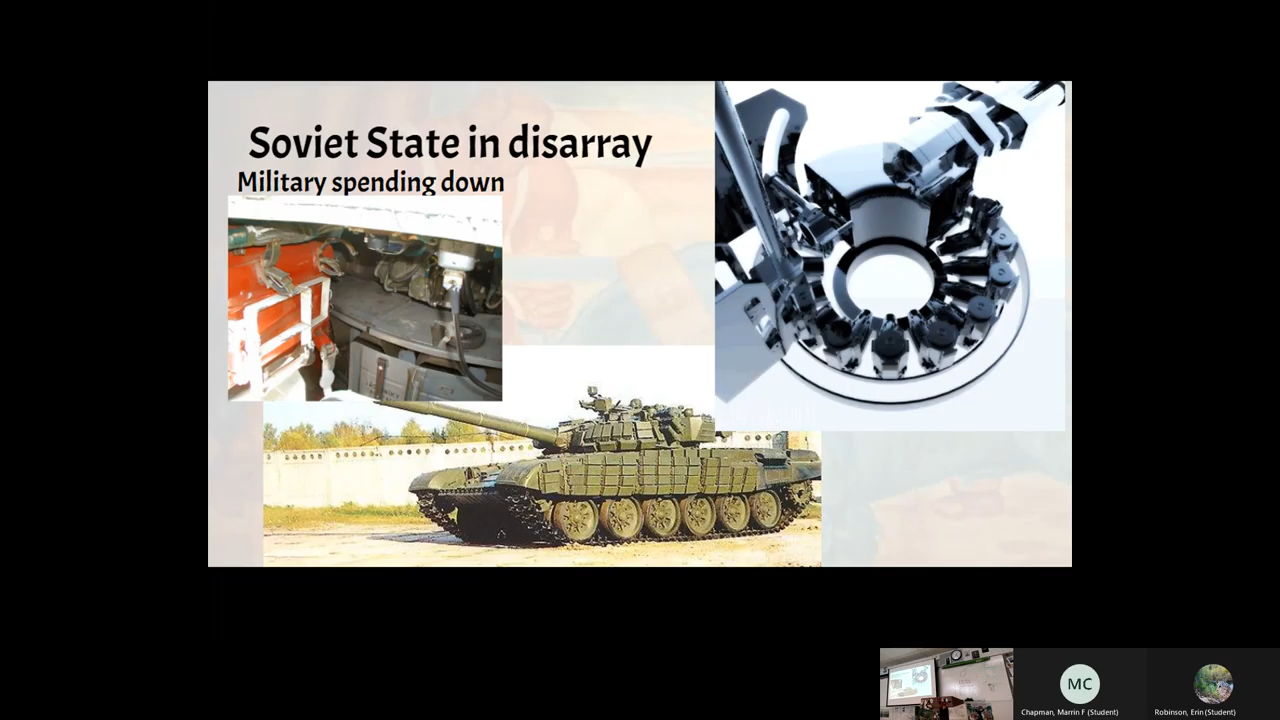 Soviet State in disarray
Military spending down
MC
Chapman, Marrin F (Student)
Robinson, Erin (Student)